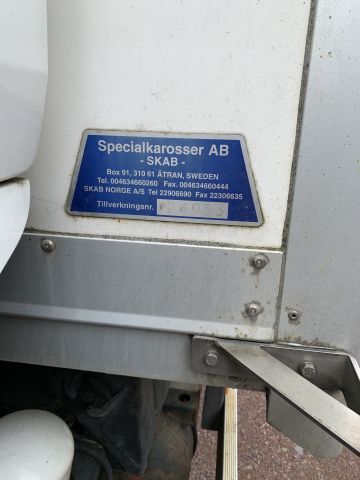 Specialkarosser AB
- SKAB -
Box 91, 310 61 ÄTRAN, SWEDEN
Tel. 004634660260 Fax. 004634660444
SKAB NORGE A/S Tel 22906690 Fax 22306635
Tillverkningsnr.